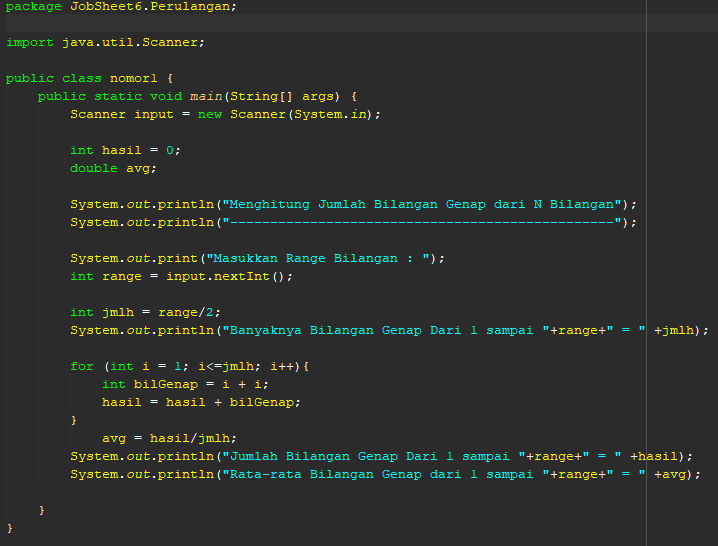 package JobSheet6.Perulangan;
import java.util.Scanner;
public class nomor1 {
public static void main(String[] args) {
Scanner input = new Scanner(System.in);
int hasil = 0;
double avg;
System.out.println("Menghitung Jumlah Bilangan Genap dari N Bilangan");
System.out.println("------------------------------------------------");
System.out.print("Masukkan Range Bilangan : ");
int range = input.nextInt();
int jmlh = range/2;
System.out.println("Banyaknya Bilangan Genap Dari 1 sampai "+range+" = " +jmlh);
for (int i = 1; i<=jmlh; i++){
int bilGenap = i + i;
hasil = hasil + bilGenap;
}
avg = hasil/jmlh;
System.out.println("Jumlah Bilangan Genap Dari 1 sampai "+range+" = " +hasil);
System.out.println("Rata-rata Bilangan Genap dari 1 sampai "+range+" = " +avg);
}
}